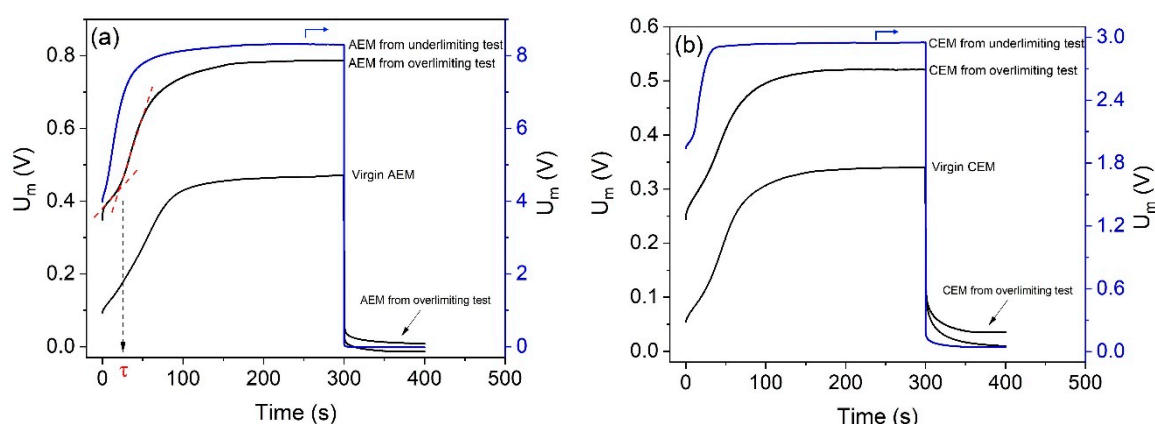 (a)
AEM from underlimiting test
AEM from overlimiting test
Virgin AEM
AEM from overlimiting test
τ
0.8
0.6
0.4
0.2
0.0
U_m (V)
8
6
4
2
0
U_m (V)
0 100 200 300 400 500
Time (s)
(b)
CEM from underlimiting test
CEM from overlimiting test
Virgin CEM
CEM from overlimiting test
0.6
0.5
0.4
0.3
0.2
0.1
0.0
U_m (V)
3.0
2.4
1.8
1.2
0.6
0.0
U_m (V)
0 100 200 300 400 500
Time (s)